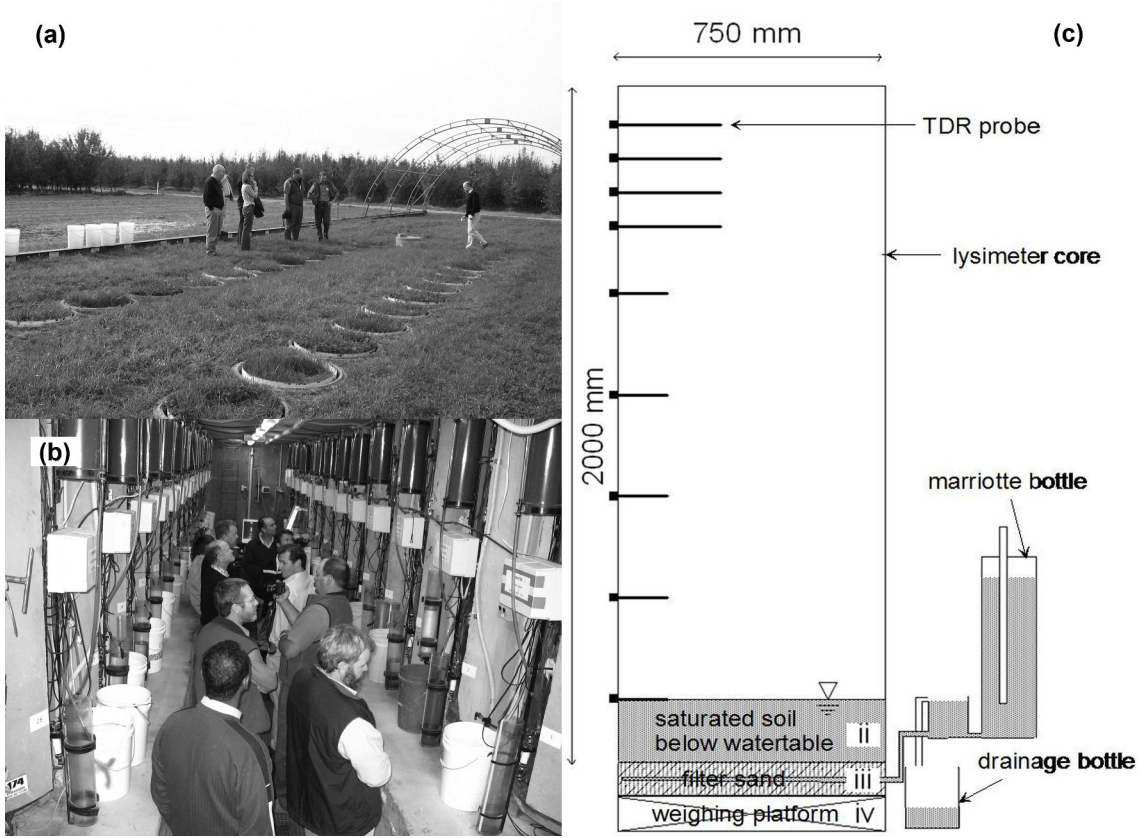 (a)
750 mm
(c)
TDR probe
lysimeter core
2000 mm
(b)
marriotte bottle
saturated soil
below watertable
ii
filter sand
iii
drainage bottle
weighing platform
iv
174